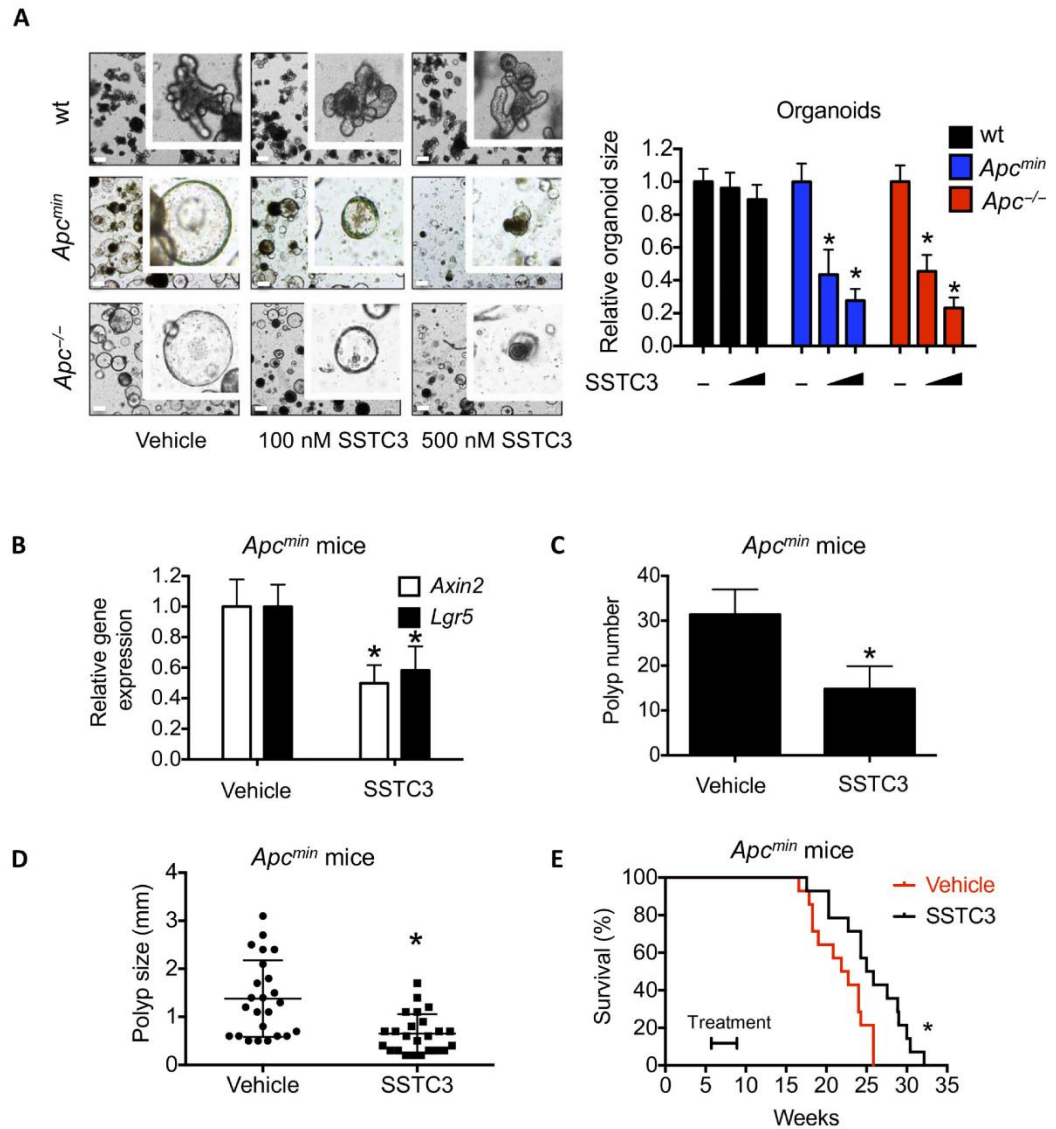 A
wt
Apcmin
Apc−/−
Vehicle
100 nM SSTC3
500 nM SSTC3
Organoids
wt
Apcmin
Apc−/−
Relative organoid size
1.2
1.0
0.8
0.6
0.4
0.2
0.0
* * * *
SSTC3
– – –
B
Apcmin mice
Axin2
Lgr5
Relative gene
expression
1.2
1.0
0.8
0.6
0.4
0.2
0.0
* *
Vehicle SSTC3
C
Apcmin mice
Polyp number
40
30
20
10
0
*
Vehicle SSTC3
D
Apcmin mice
Polyp size (mm)
4
3
2
1
0
*
Vehicle SSTC3
E
Apcmin mice
Vehicle
SSTC3
Survival (%)
100
80
60
40
20
0
Treatment
*
0 5 10 15 20 25 30 35
Weeks